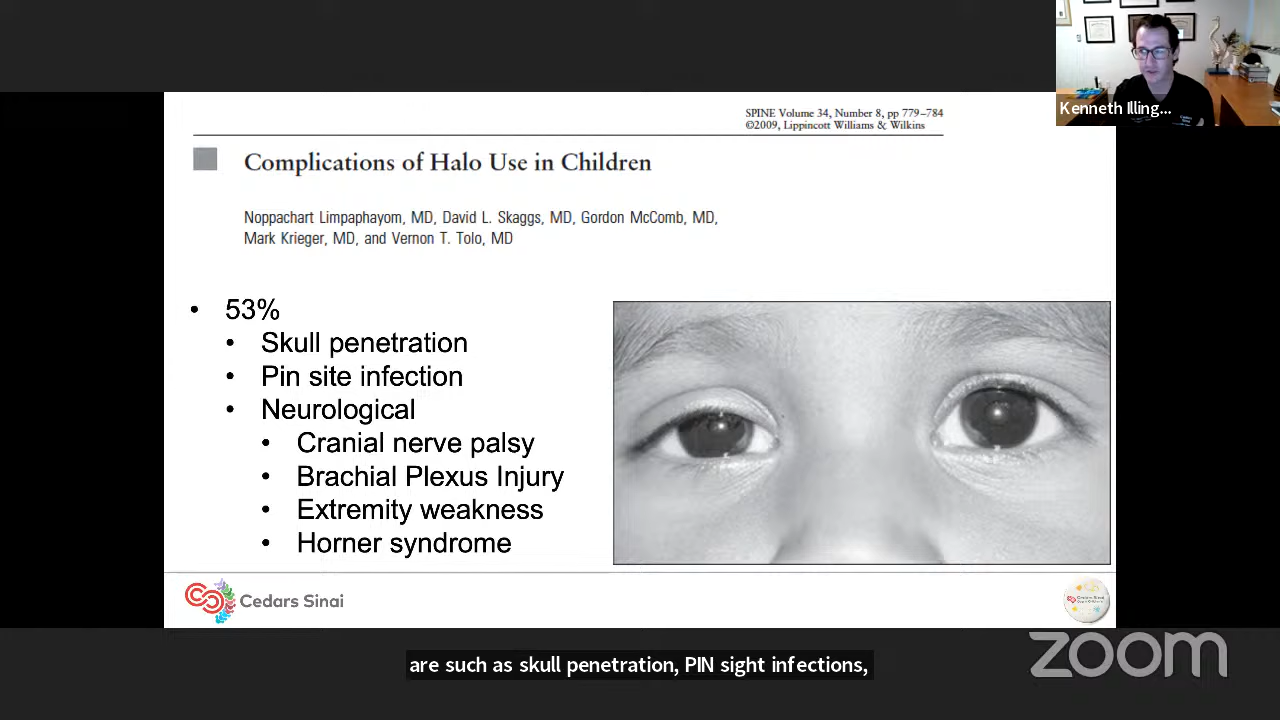 Kenneth Illing...
SPINE Volume 34, Number 8, pp 779–784
©2009, Lippincott Williams & Wilkins
Complications of Halo Use in Children
Noppachart Limpaphayom, MD, David L. Skaggs, MD, Gordon McComb, MD,
Mark Krieger, MD, and Vernon T. Tolo, MD
• 53%
• Skull penetration
• Pin site infection
• Neurological
• Cranial nerve palsy
• Brachial Plexus Injury
• Extremity weakness
• Horner syndrome
Cedars Sinai
are such as skull penetration, PIN sight infections,
zoom